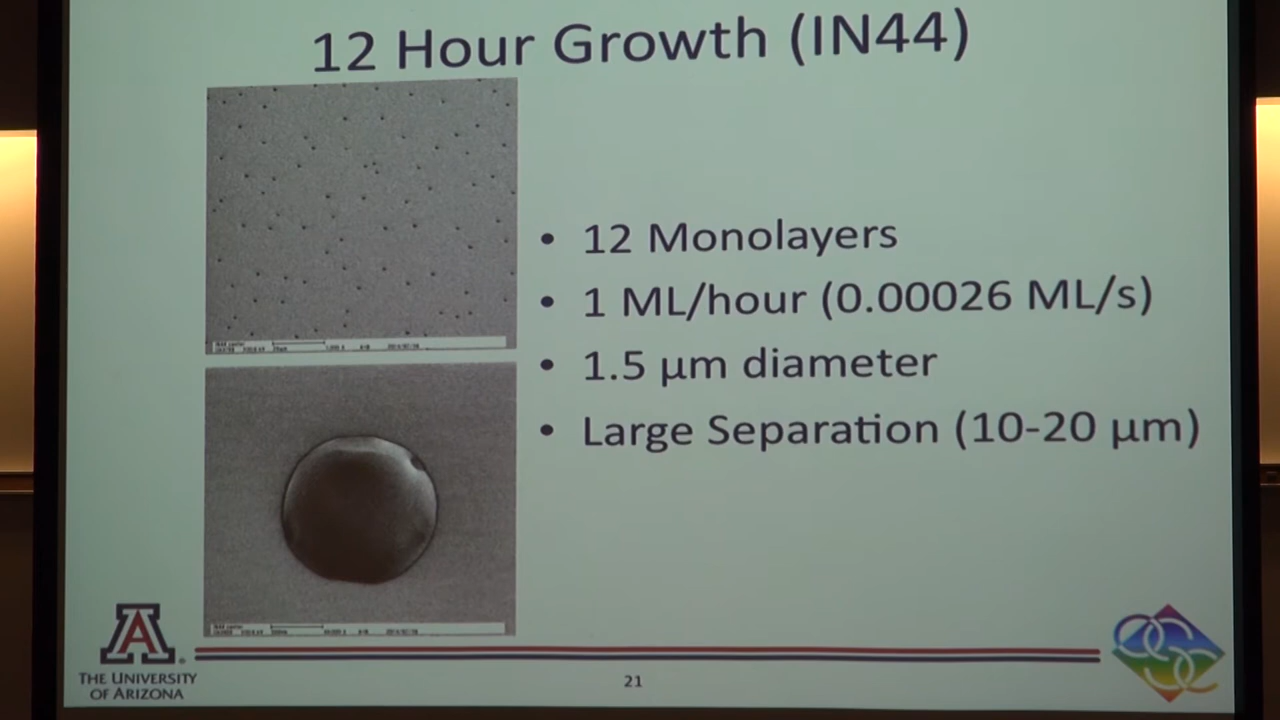 12 Hour Growth (IN44)
• 12 Monolayers
• 1 ML/hour (0.00026 ML/s)
• 1.5 μm diameter
• Large Separation (10-20 μm)
A
THE UNIVERSITY
OF ARIZONA
21
OSC